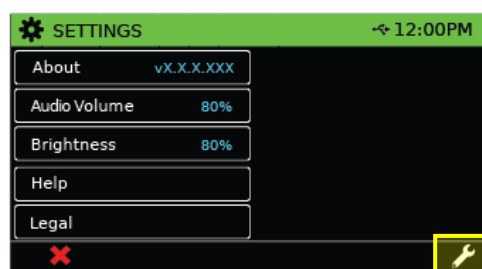 SETTINGS 12:00PM
About vX.X.X.XXX
Audio Volume 80%
Brightness 80%
Help
Legal